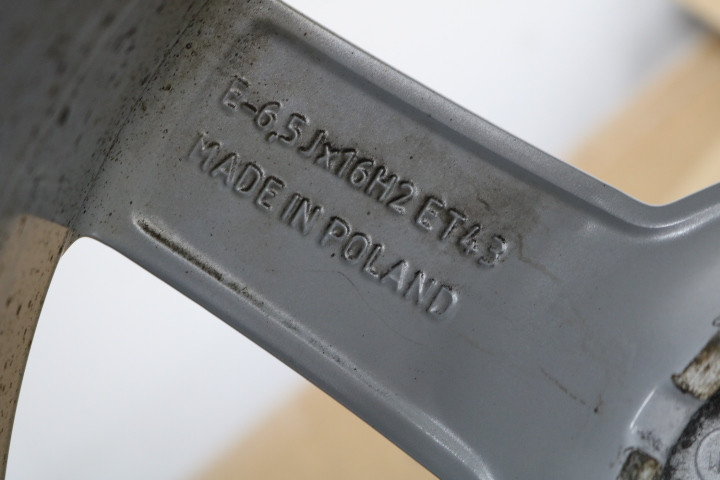 E-6,5Jx16H2 ET43
MADE IN POLAND